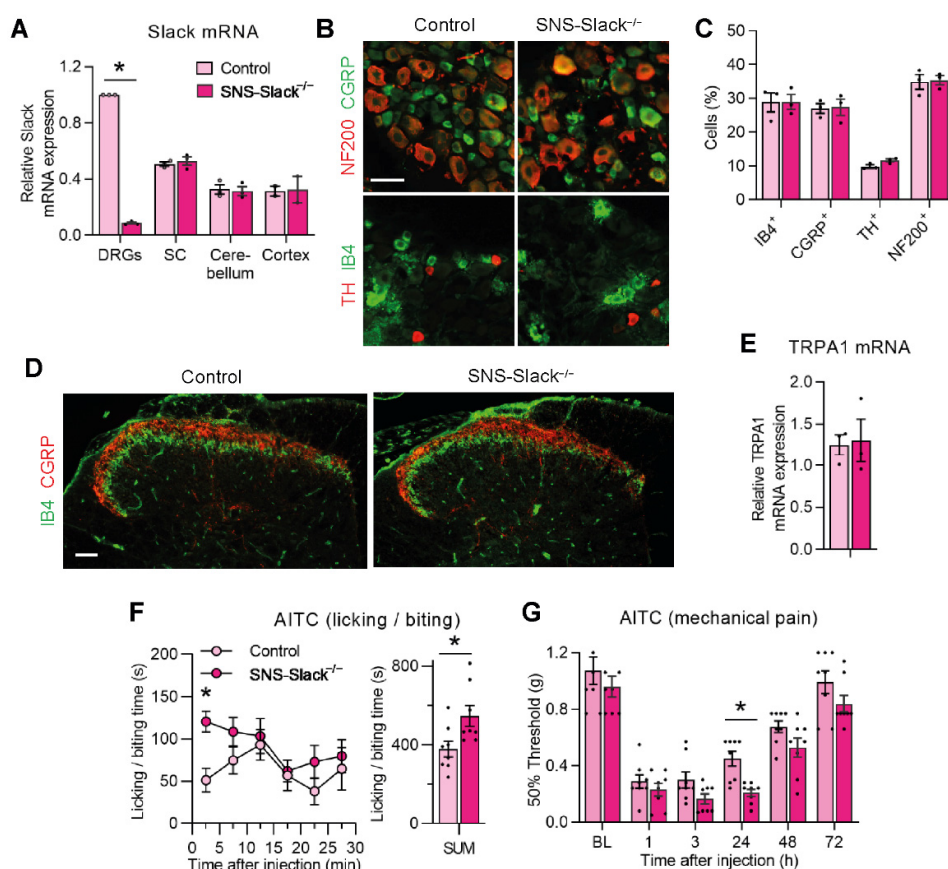 A
Slack mRNA
Relative Slack
mRNA expression
1.2
0.8
0.4
0.0
*
Control
SNS-Slack–/–
DRGs
SC
Cere-
bellum
Cortex
B
Control
SNS-Slack–/–
NF200 CGRP
TH IB4
C
Cells (%)
50
40
30
20
10
0
IB4+
CGRP+
TH+
NF200+
D
Control
SNS-Slack–/–
IB4 CGRP
E
TRPA1 mRNA
Relative TRPA1
mRNA expression
2.0
1.5
1.0
0.5
0.0
F
AITC (licking / biting)
Control
SNS-Slack–/–
Licking / biting time (s)
200
150
100
50
0
*
0 5 10 15 20 25 30
Time after injection (min)
Licking / biting time (s)
800
400
0
*
SUM
G
AITC (mechanical pain)
50% Threshold (g)
1.2
0.8
0.4
0.0
*
BL 1 3 24 48 72
Time after injection (h)